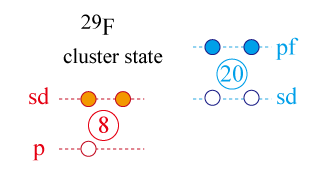 ²⁹F
cluster state
sd
8
p
pf
20
sd